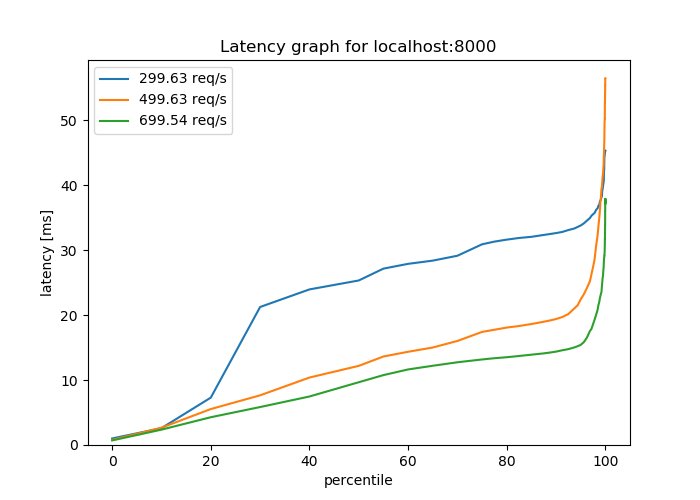 Latency graph for localhost:8000
299.63 req/s
499.63 req/s
699.54 req/s
latency [ms]
50
40
30
20
10
0
0 20 40 60 80 100
percentile